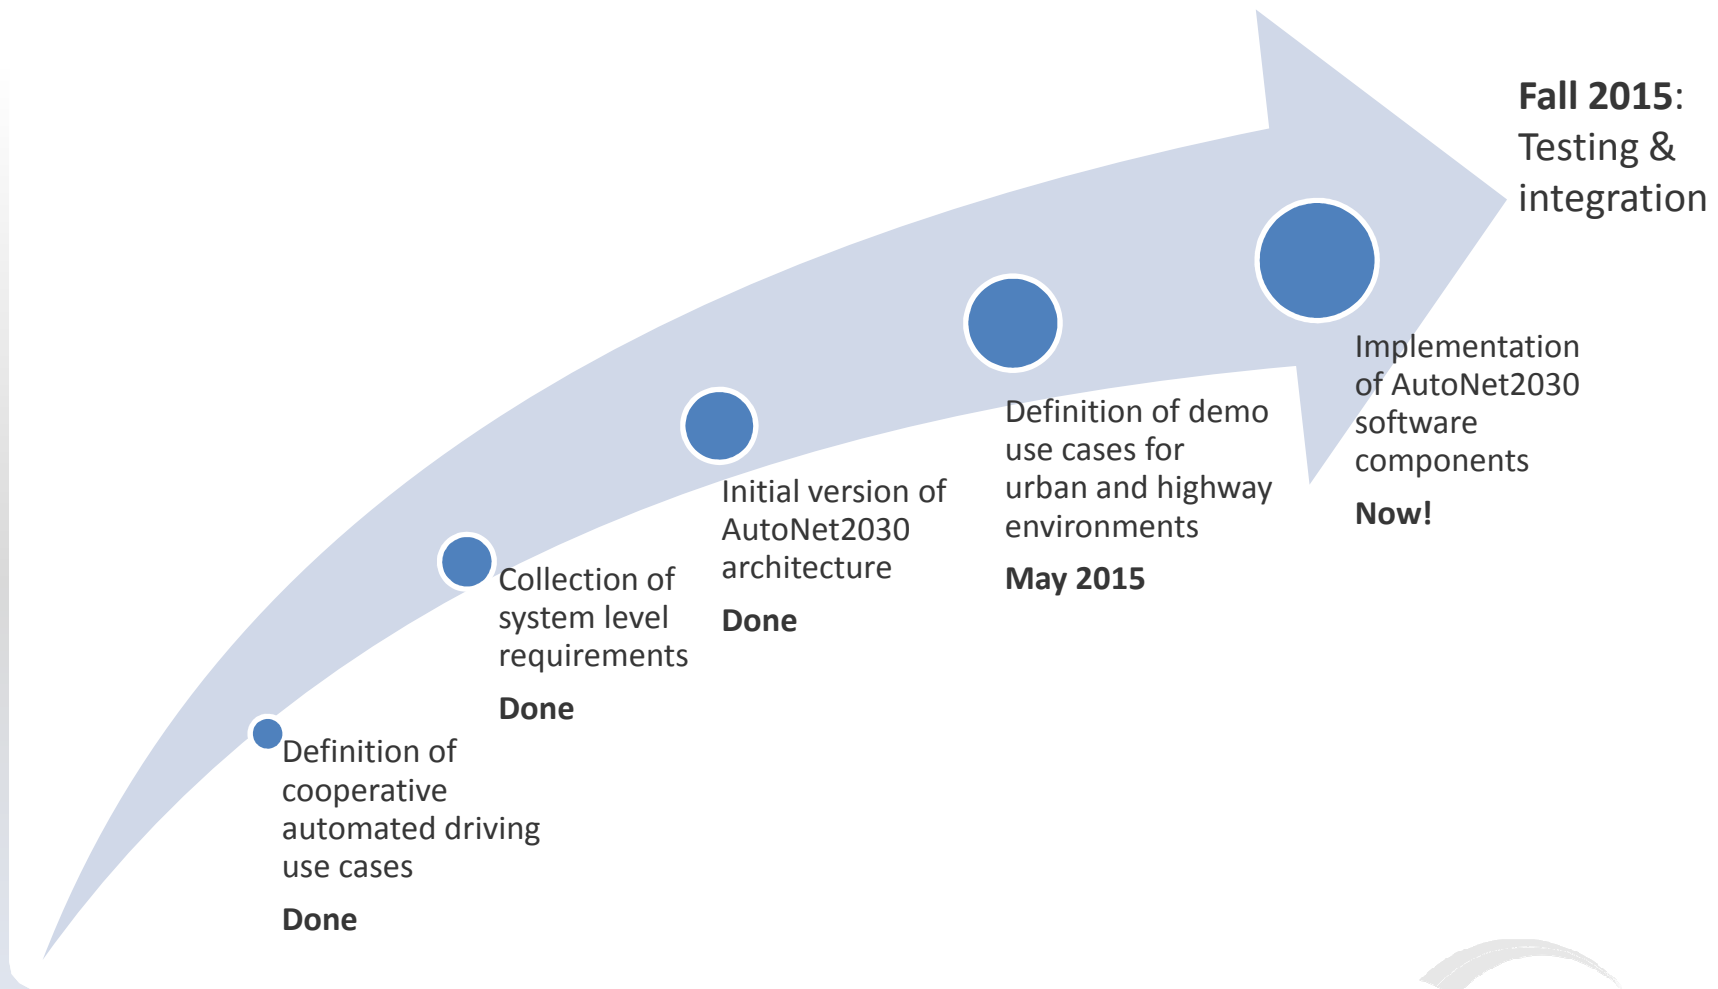 Fall 2015:
Testing &
integration
Implementation
of AutoNet2030
software
components
Now!
Definition of demo
use cases for
urban and highway
environments
May 2015
Initial version of
AutoNet2030
architecture
Done
Collection of
system level
requirements
Done
Definition of
cooperative
automated driving
use cases
Done